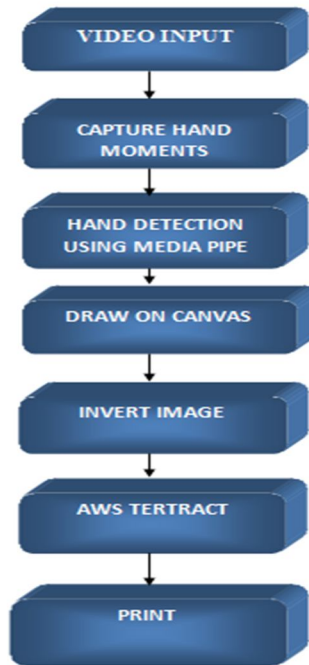 VIDEO INPUT
CAPTURE HAND
MOMENTS
HAND DETECTION
USING MEDIA PIPE
DRAW ON CANVAS
INVERT IMAGE
AWS TERTRACT
PRINT